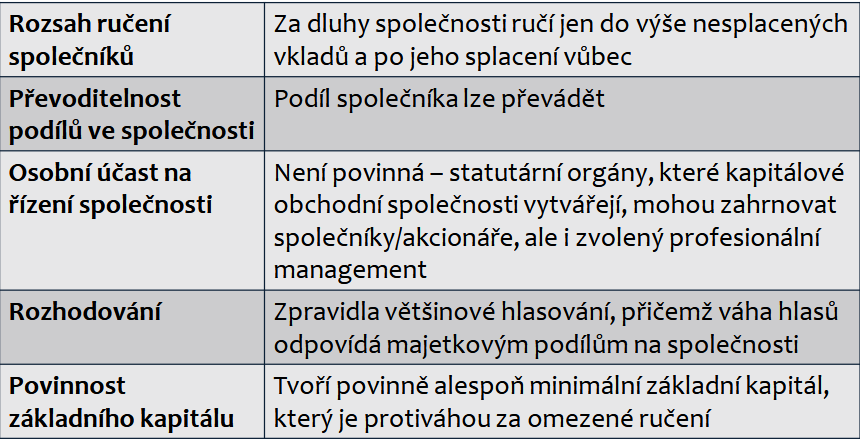 Rozsah ručení
společníků
Za dluhy společnosti ručí jen do výše nesplacených
vkladů a po jeho splacení vůbec
Převoditelnost
podílů ve společnosti
Podíl společníka lze převádět
Osobní účast na
řízení společnosti
Není povinná – statutární orgány, které kapitálové
obchodní společnosti vytvářejí, mohou zahrnovat
společníky/akcionáře, ale i zvolený profesionální
management
Rozhodování
Zpravidla většinové hlasování, přičemž váha hlasů
odpovídá majetkovým podílům na společnosti
Povinnost
základního kapitálu
Tvoří povinně alespoň minimální základní kapitál,
který je protiváhou za omezené ručení